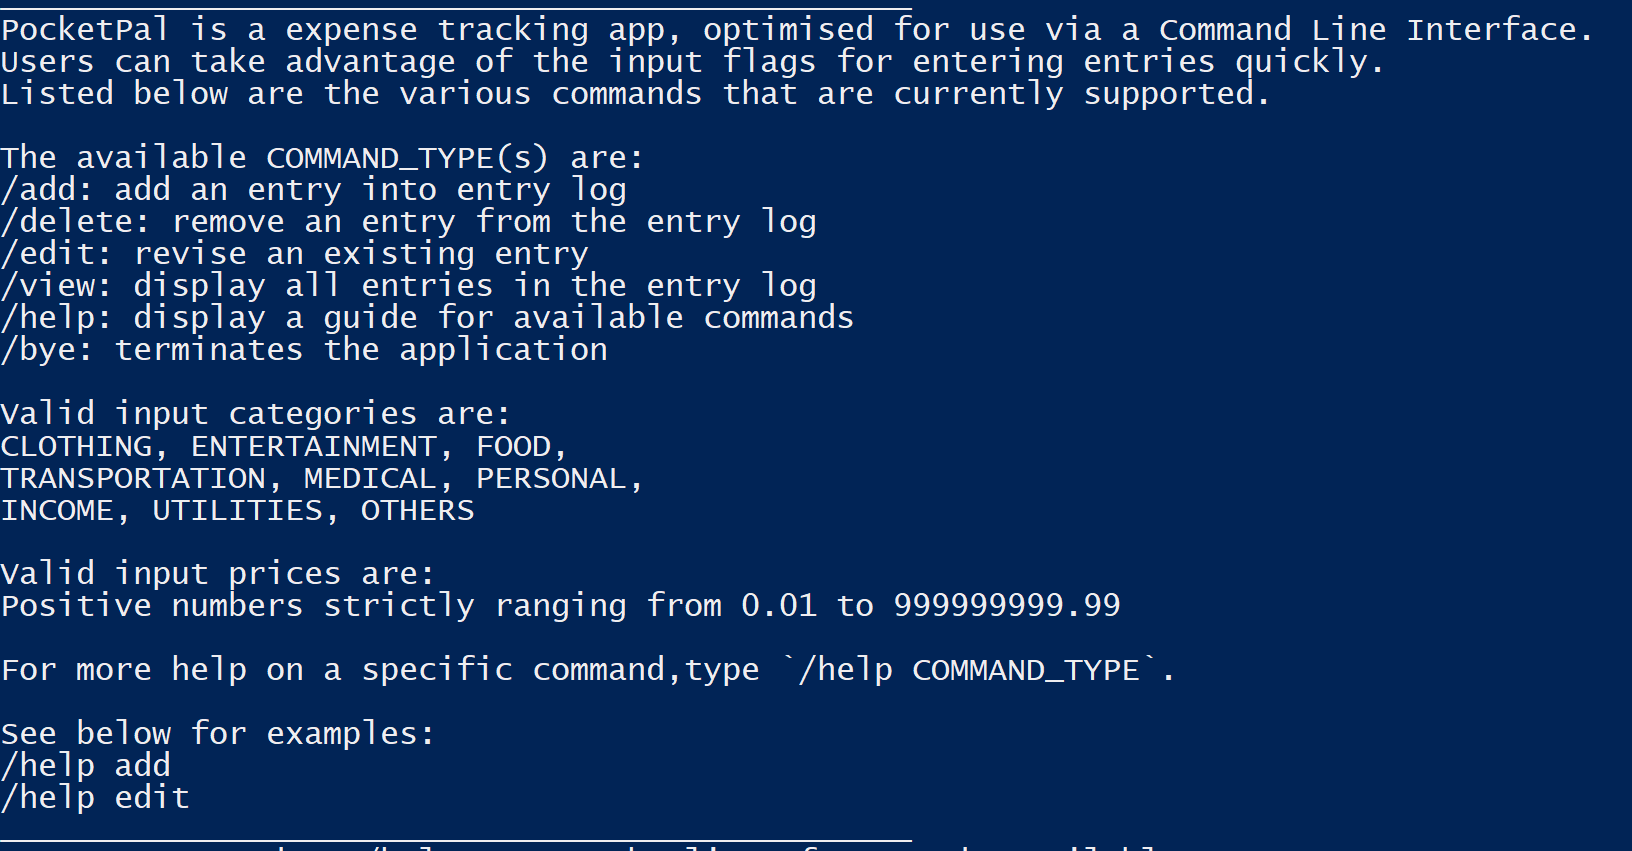 PocketPal is a expense tracking app, optimised for use via a Command Line Interface.
Users can take advantage of the input flags for entering entries quickly.
Listed below are the various commands that are currently supported.
The available COMMAND_TYPE(s) are:
/add: add an entry into entry log
/delete: remove an entry from the entry log
/edit: revise an existing entry
/view: display all entries in the entry log
/help: display a guide for available commands
/bye: terminates the application
Valid input categories are:
CLOTHING, ENTERTAINMENT, FOOD,
TRANSPORTATION, MEDICAL, PERSONAL,
INCOME, UTILITIES, OTHERS
Valid input prices are:
Positive numbers strictly ranging from 0.01 to 999999999.99
For more help on a specific command,type `/help COMMAND_TYPE`.
See below for examples:
/help add
/help edit